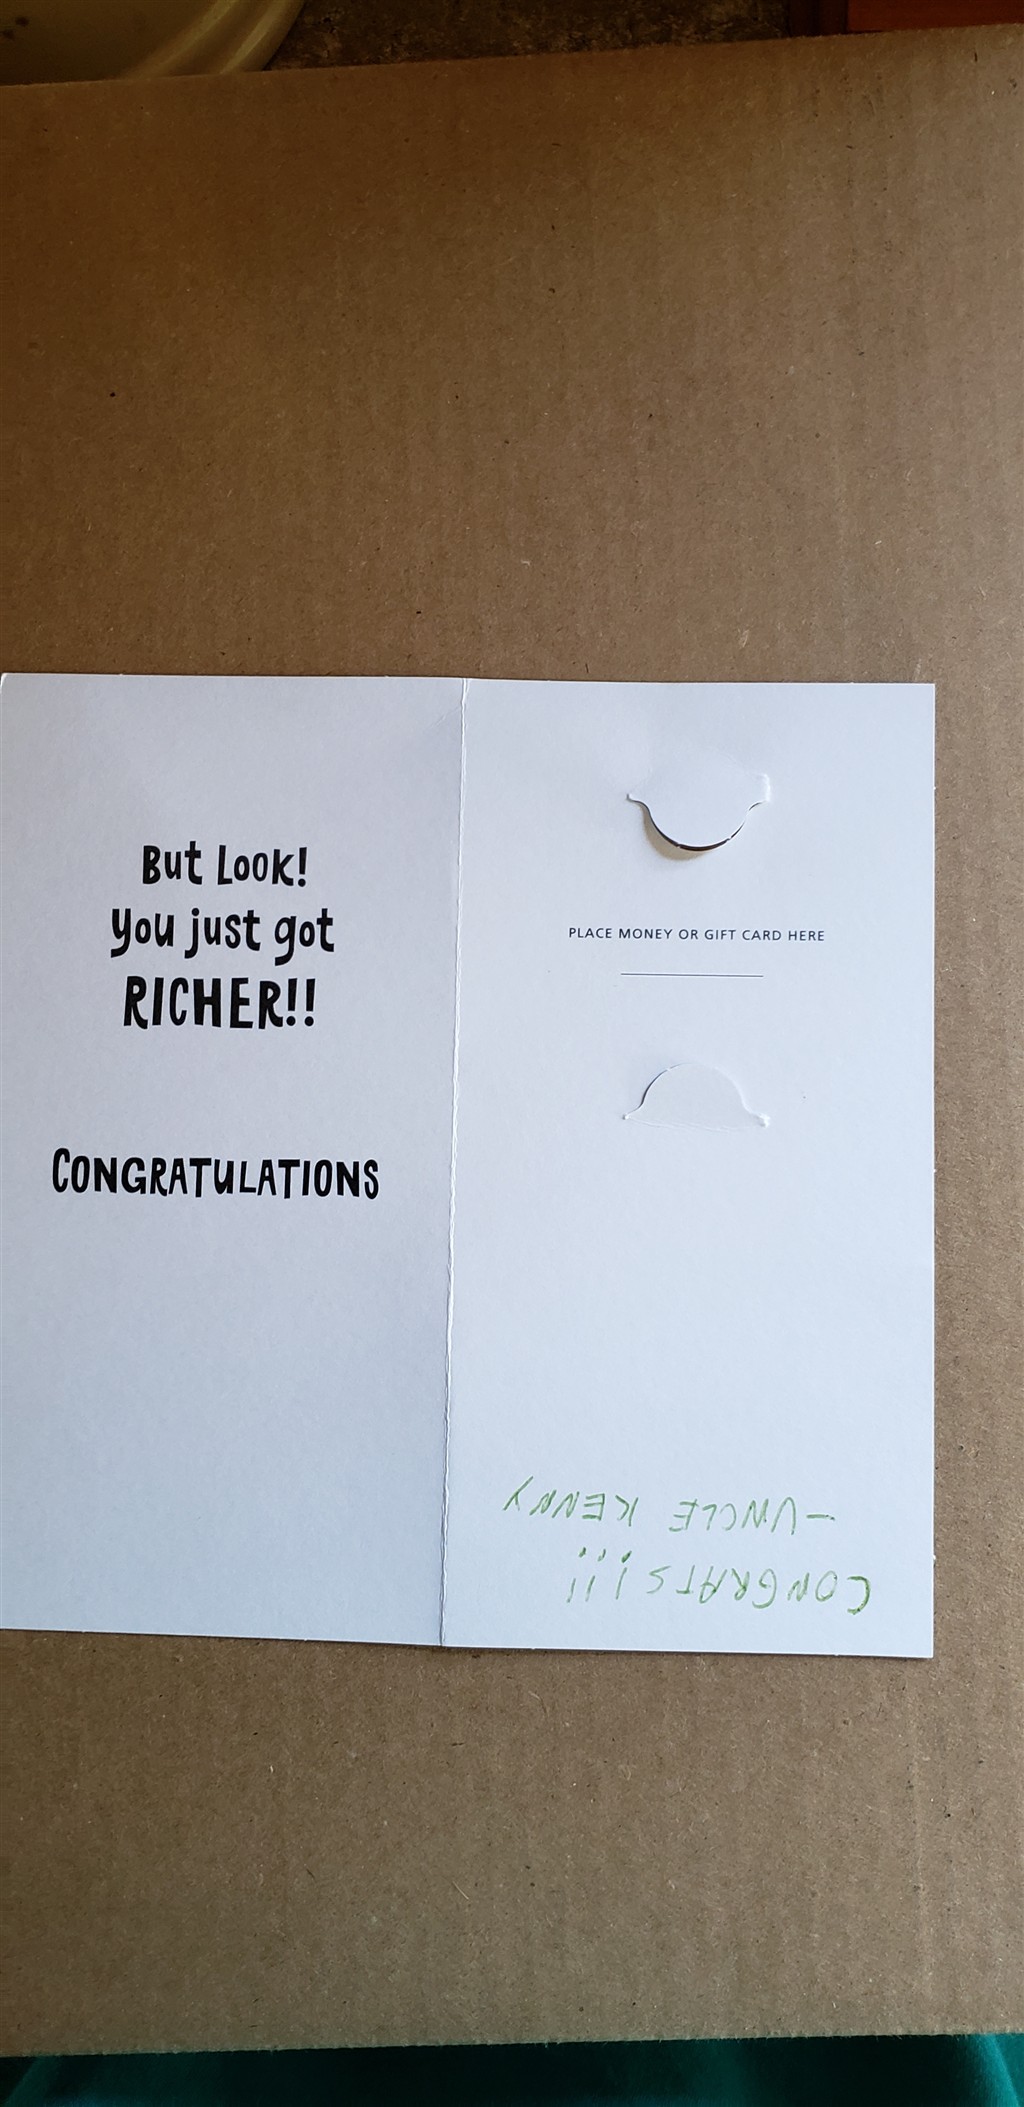 But Look!
You just got
RICHER!!
CONGRATULATIONS
PLACE MONEY OR GIFT CARD HERE
CONGRATS!!!
-UNCLE KENNY